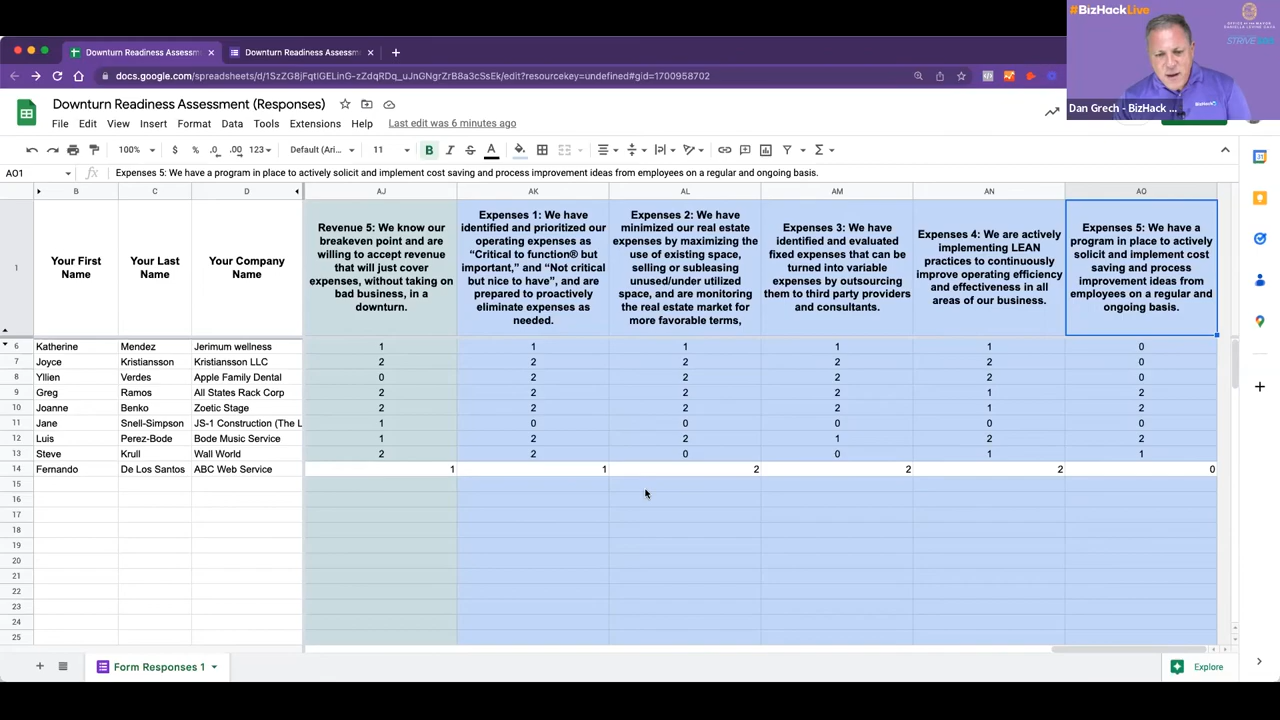 #BizHackLive
OFFICE OF THE MAYOR
DANIELLA LEVINE CAVA
Dan Grech - BizHack ...
Downturn Readiness Assessm
Downturn Readiness Assessm
docs.google.com/spreadsheets/d/1SzZG8jFqtIGELinG-zZdqRDq_uJnGNgrZrB8a3cSsEk/edit?resourcekey=undefined#gid=1700958702
Downturn Readiness Assessment (Responses)
File Edit View Insert Format Data Tools Extensions Help Last edit was 6 minutes ago
100% $ % .0 .00 123 Default (Ari... 11 B I S A
AO1 fx Expenses 5: We have a program in place to actively solicit and implement cost saving and process improvement ideas from employees on a regular and ongoing basis.
B C D AJ AK AL AM AN AO
1
Your First
Name
Your Last
Name
Your Company
Name
Revenue 5: We know our
breakeven point and are
willing to accept revenue
that will just cover
expenses, without taking on
bad business, in a
downturn.
Expenses 1: We have
identified and prioritized our
operating expenses as
“Critical to function® but
important,” and “Not critical
but nice to have”, and are
prepared to proactively
eliminate expenses as
needed.
Expenses 2: We have
minimized our real estate
expenses by maximizing the
use of existing space,
selling or subleasing
unused/under utilized
space, and are monitoring
the real estate market for
more favorable terms,
Expenses 3: We have
identified and evaluated
fixed expenses that can be
turned into variable
expenses by outsourcing
them to third party providers
and consultants.
Expenses 4: We are actively
implementing LEAN
practices to continuously
improve operating efficiency
and effectiveness in all
areas of our business.
Expenses 5: We have a
program in place to actively
solicit and implement cost
saving and process
improvement ideas from
employees on a regular and
ongoing basis.
6 Katherine Mendez Jerimum wellness 1 1 1 1 1 0
7 Joyce Kristiansson Kristiansson LLC 2 2 2 2 2 0
8 Yllien Verdes Apple Family Dental 0 2 2 2 2 0
9 Greg Ramos All States Rack Corp 2 2 2 2 1 2
10 Joanne Benko Zoetic Stage 2 2 2 2 1 2
11 Jane Snell-Simpson JS-1 Construction (The L 1 0 0 0 0 0
12 Luis Perez-Bode Bode Music Service 1 2 2 1 2 2
13 Steve Krull Wall World 2 2 0 0 1 1
14 Fernando De Los Santos ABC Web Service 1 1 2 2 2 0
15
16
17
18
19
20
21
22
23
24
25
Form Responses 1
Explore